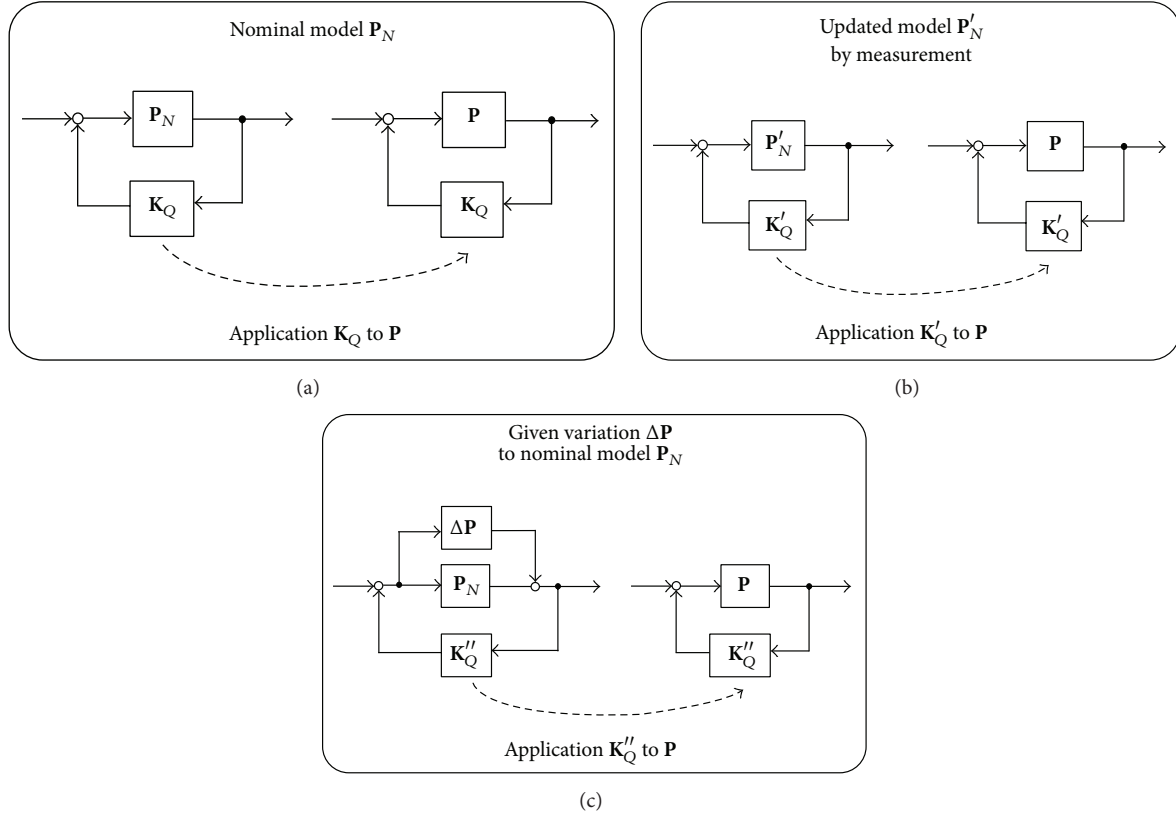 Nominal model P_N
P_N
P
K_Q
K_Q
Application K_Q to P
(a)
Updated model P′_N
by measurement
P′_N
P
K′_Q
K′_Q
Application K′_Q to P
(b)
Given variation ΔP
to nominal model P_N
ΔP
P_N
P
K″_Q
K″_Q
Application K″_Q to P
(c)